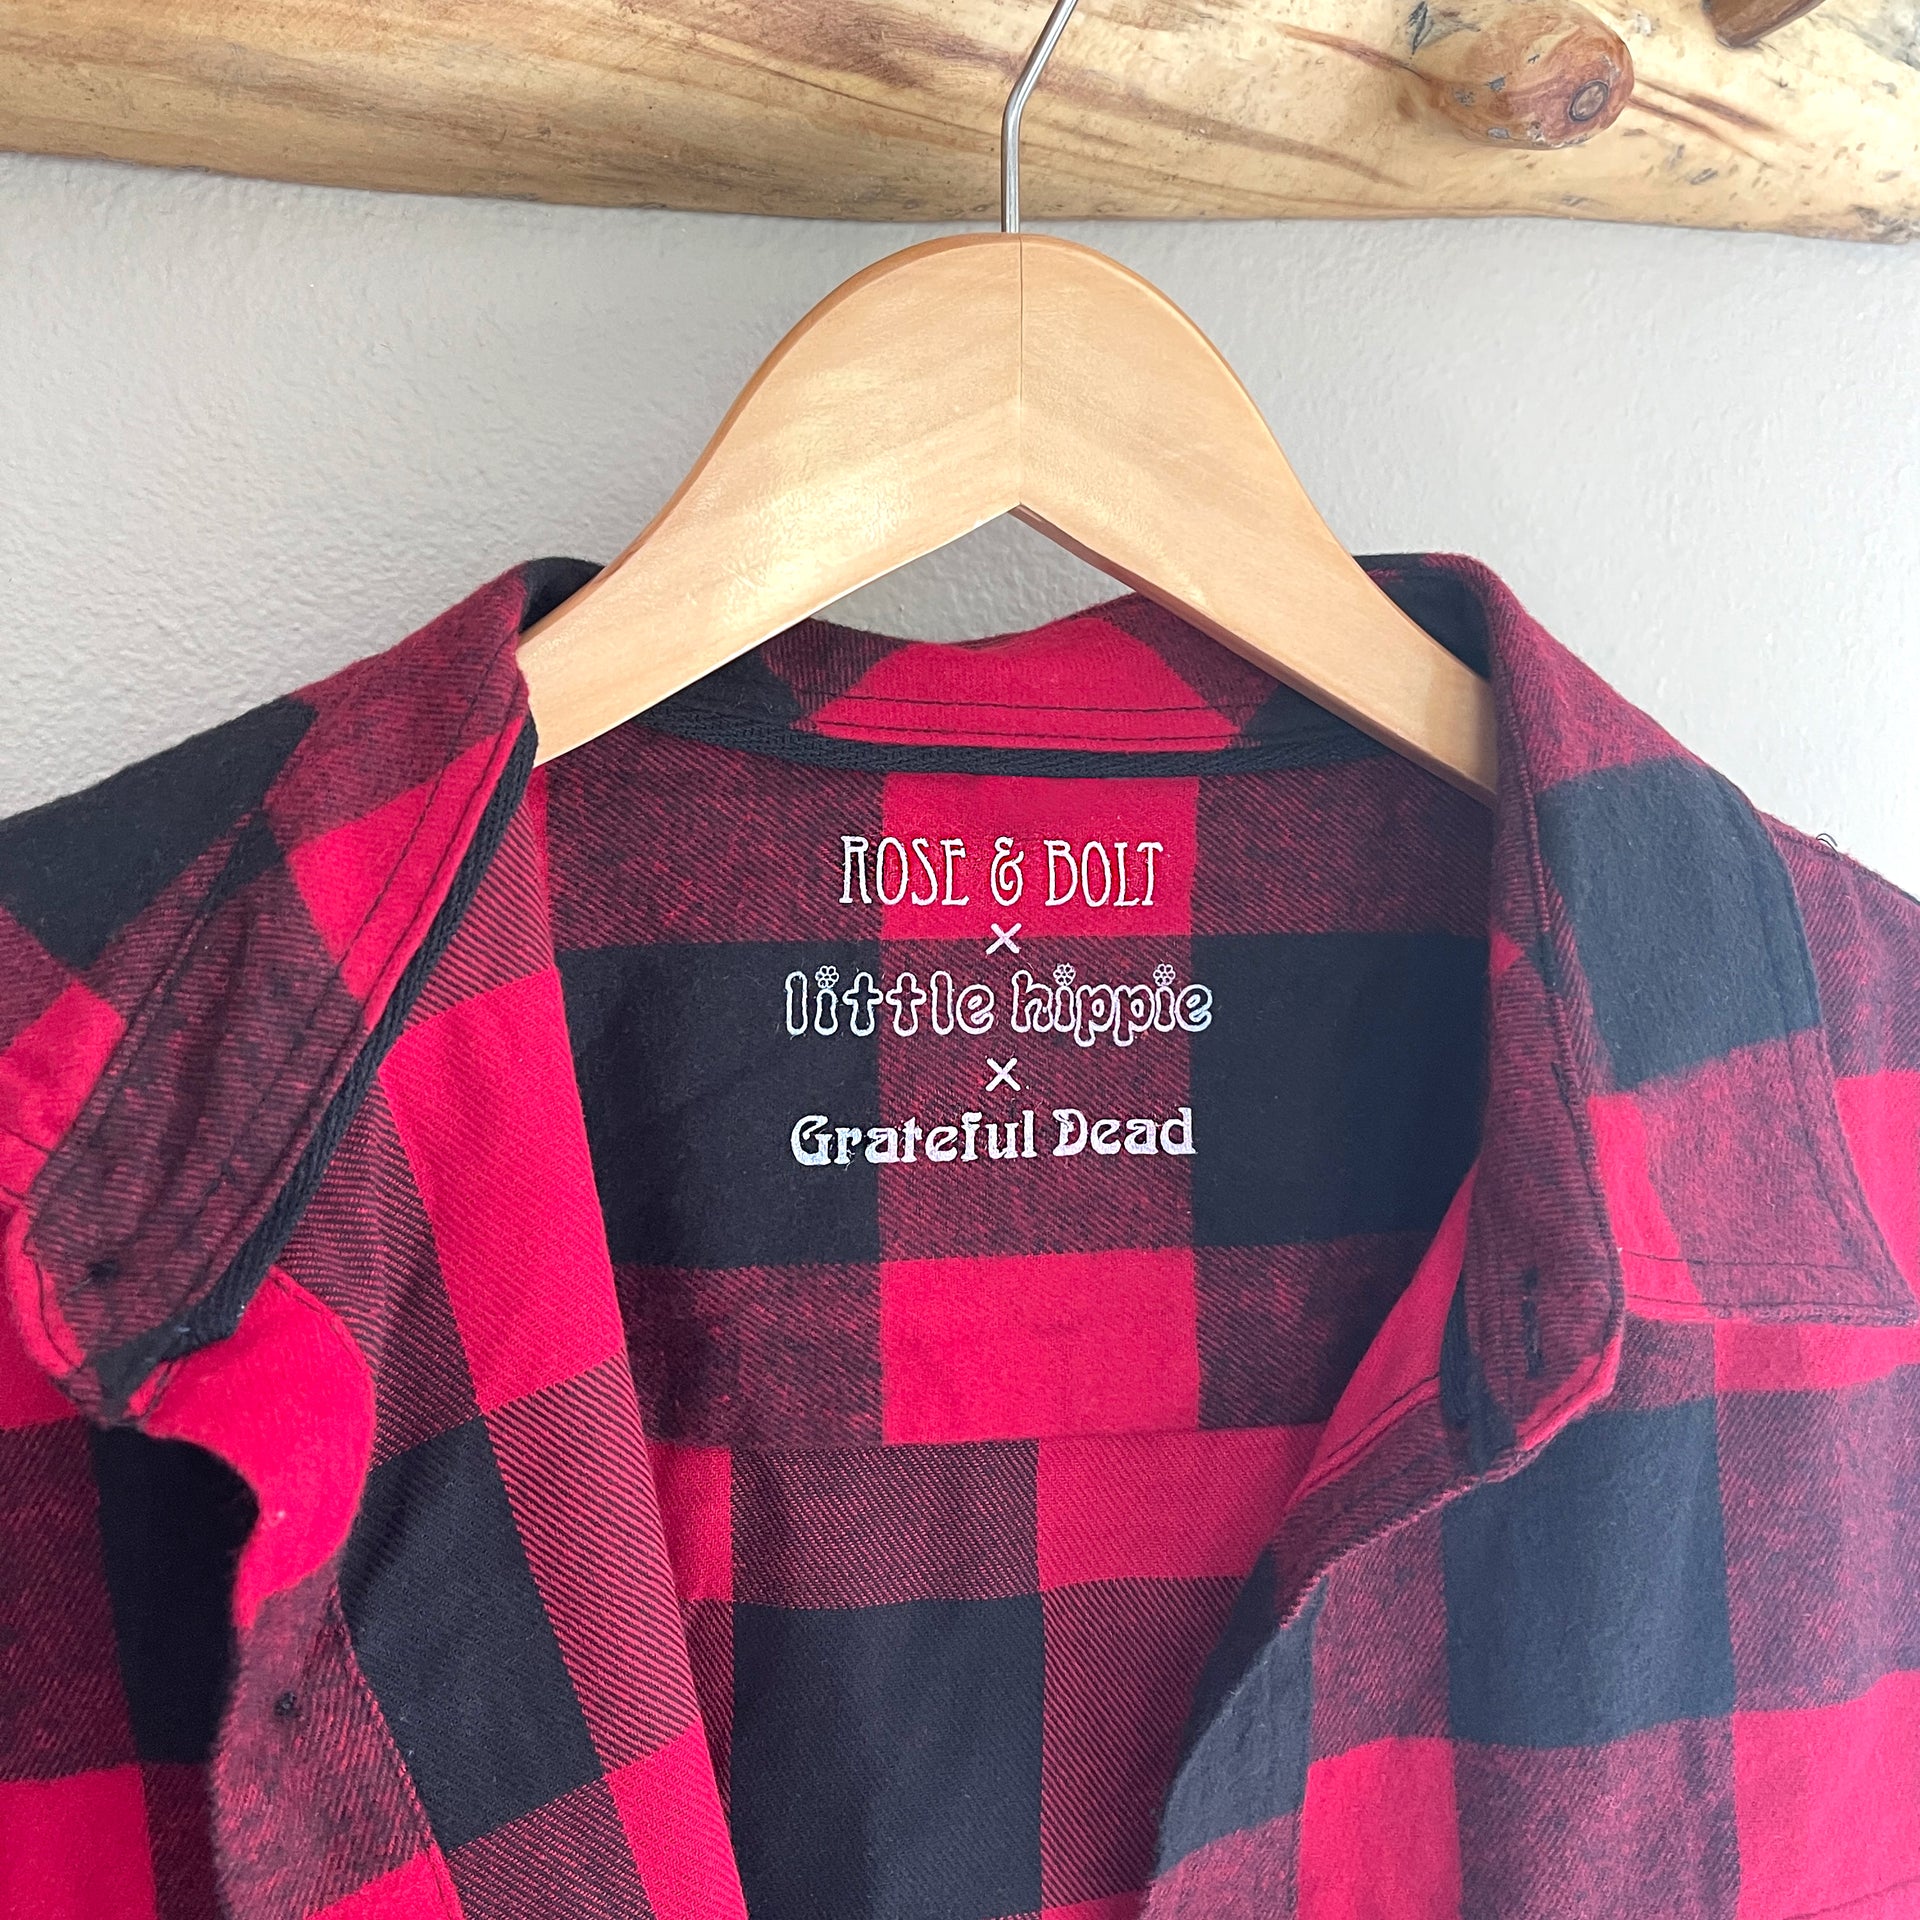 ROSE & BOLT
×
little hippie
×
Grateful Dead